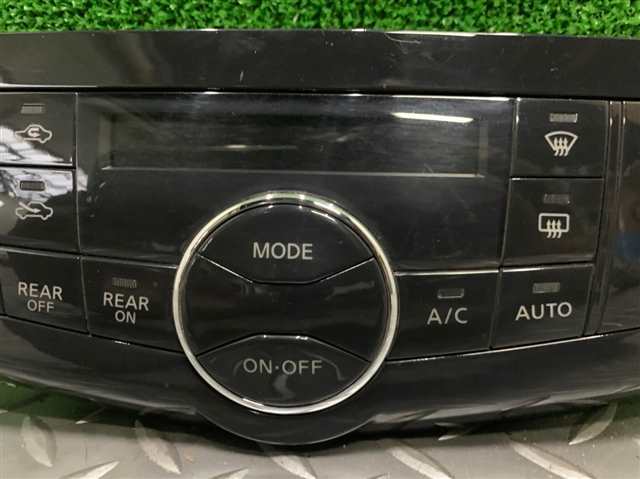 MODE
REAR
OFF
REAR
ON
A/C
AUTO
ON·OFF